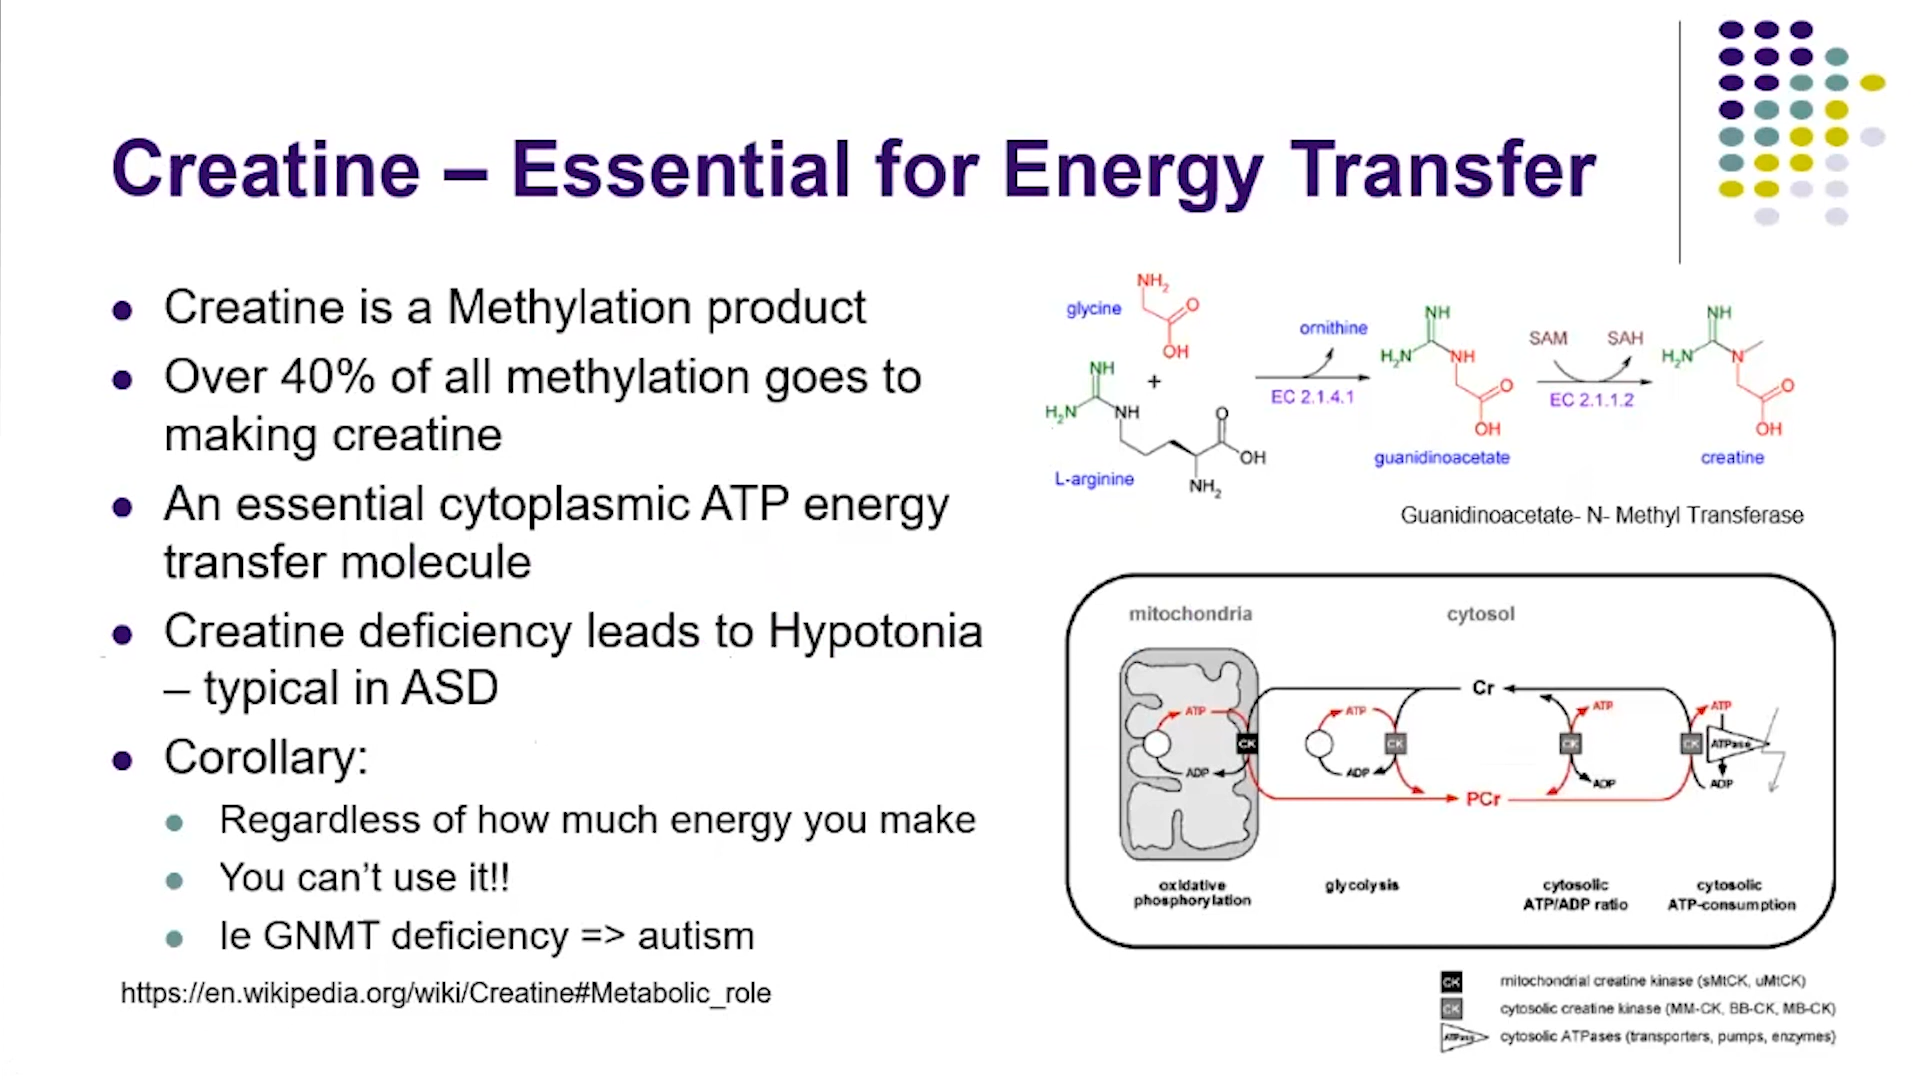 Creatine – Essential for Energy Transfer
Creatine is a Methylation product
Over 40% of all methylation goes to
making creatine
An essential cytoplasmic ATP energy
transfer molecule
Creatine deficiency leads to Hypotonia
– typical in ASD
Corollary:
Regardless of how much energy you make
You can't use it!!
Ie GNMT deficiency => autism
https://en.wikipedia.org/wiki/Creatine#Metabolic_role
NH₂
glycine
O
OH
+
NH
H₂N
NH
O
OH
NH₂
L-arginine
ornithine
EC 2.1.4.1
NH
H₂N
NH
O
OH
guanidinoacetate
SAM
SAH
EC 2.1.1.2
NH
H₂N
N
O
OH
creatine
Guanidinoacetate- N- Methyl Transferase
mitochondria
cytosol
Cr
ATP
CK
ADP
ATP
CK
ADP
ATP
CK
ADP
ATP
CK
ATPase
ADP
PCr
oxidative
phosphorylation
glycolysis
cytosolic
ATP/ADP ratio
cytosolic
ATP-consumption
CK mitochondrial creatine kinase (sMtCK, uMtCK)
CK cytosolic creatine kinase (MM-CK, BB-CK, MB-CK)
ATPase cytosolic ATPases (transporters, pumps, enzymes)